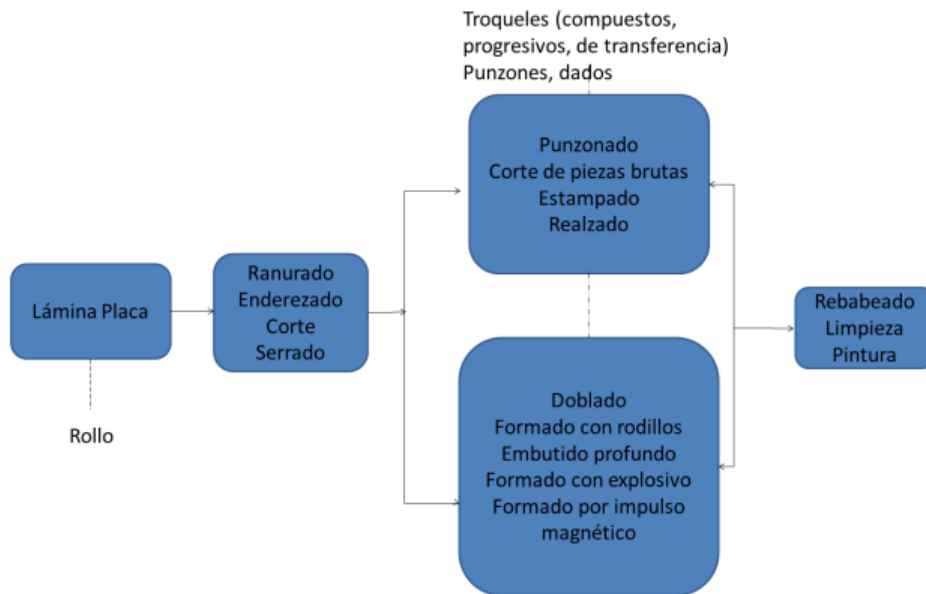 Troqueles (compuestos,
progresivos, de transferencia)
Punzones, dados
Punzonado
Corte de piezas brutas
Estampado
Realzado
Lámina Placa
Rollo
Ranurado
Enderezado
Corte
Serrado
Doblado
Formado con rodillos
Embutido profundo
Formado con explosivo
Formado por impulso
magnético
Rebabeado
Limpieza
Pintura